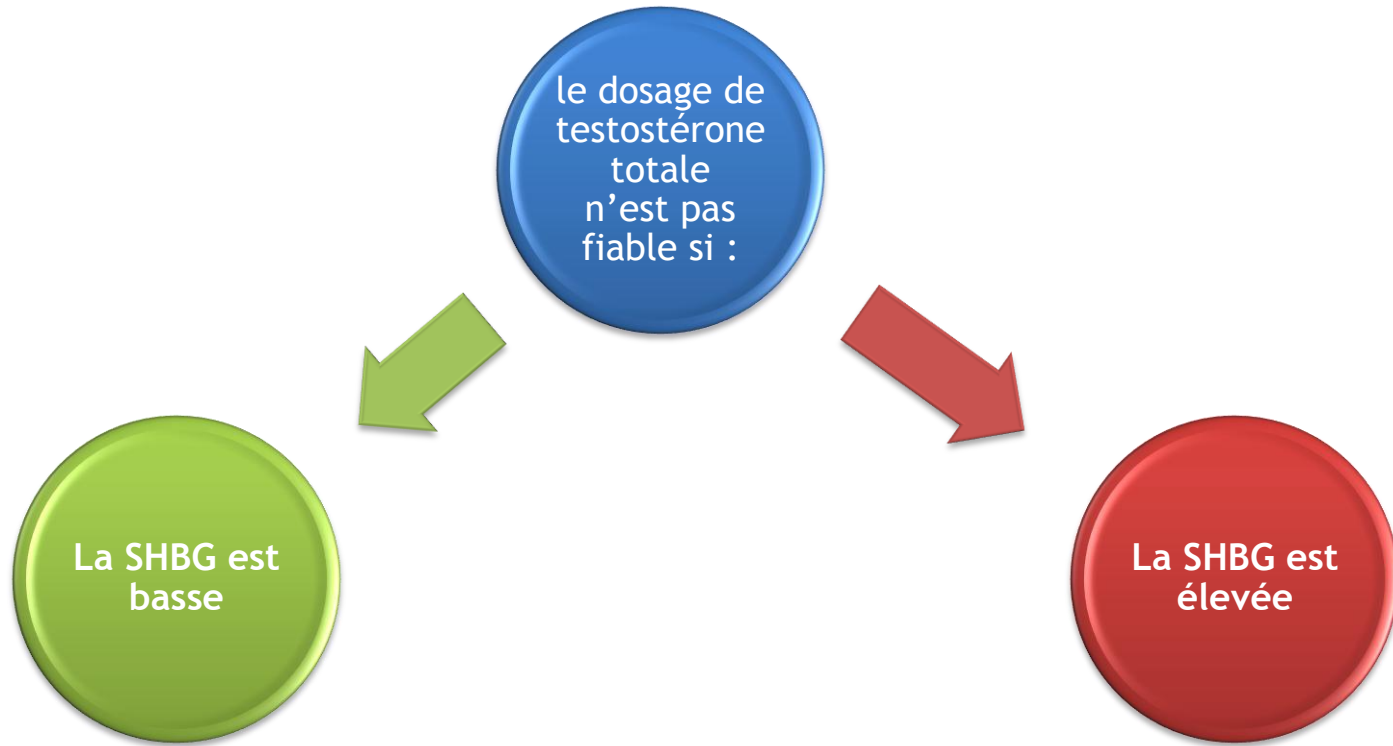 le dosage de
testostérone
totale
n’est pas
fiable si :
La SHBG est
basse
La SHBG est
élevée